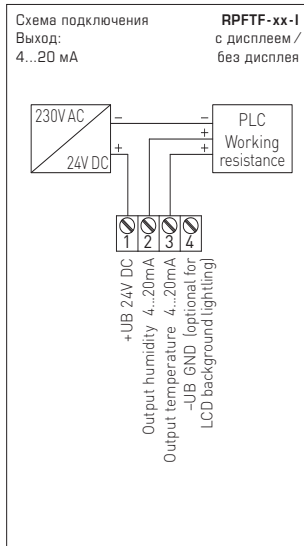 Схема подключения
Выход:
4...20 мА
RPFTF-xx-I
с дисплеем /
без дисплея
230V AC
24V DC
–
+
–
+
+
PLC
Working
resistance
1
2
3
4
+UB 24V DC
Output humidity 4...20mA
Output temperature 4...20mA
–UB GND (optional for
LCD background lightling)